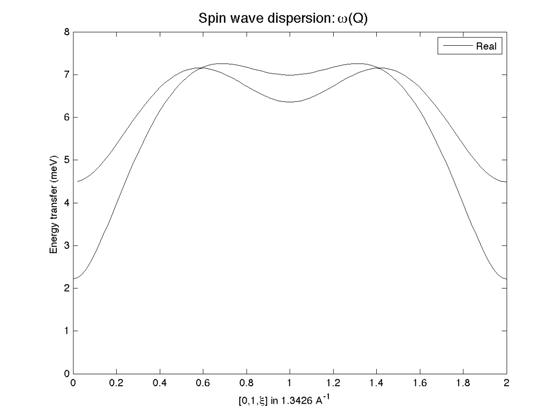 Spin wave dispersion: ω(Q)
Real
8
7
6
5
4
3
2
1
0
Energy transfer (meV)
0 0.2 0.4 0.6 0.8 1 1.2 1.4 1.6 1.8 2
[0,1,ξ] in 1.3426 A⁻¹